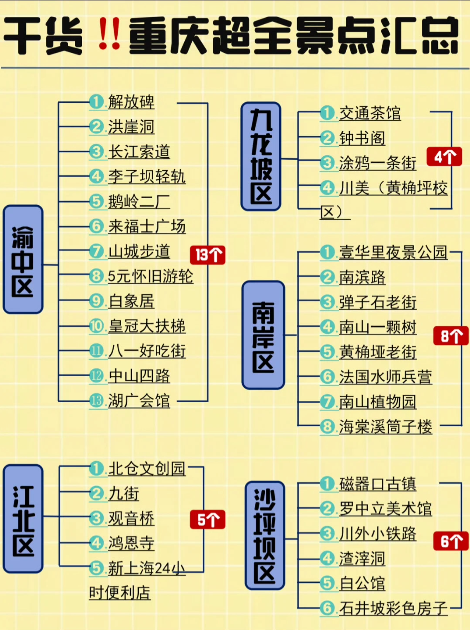 干货!!重庆超全景点汇总
渝中区
①解放碑
②洪崖洞
③长江索道
④李子坝轻轨
⑤鹅岭二厂
⑥来福士广场
⑦山城步道
⑧5元怀旧游轮
⑨白象居
⑩皇冠大扶梯
⑪八一好吃街
⑫中山四路
⑬湖广会馆
13个
九龙坡区
①交通茶馆
②钟书阁
③涂鸦一条街
④川美（黄桷坪校
区）
4个
南岸区
①壹华里夜景公园
②南滨路
③弹子石老街
④南山一颗树
⑤黄桷垭老街
⑥法国水师兵营
⑦南山植物园
⑧海棠溪筒子楼
8个
江北区
①北仓文创园
②九街
③观音桥
④鸿恩寺
⑤新上海24小
时便利店
5个
沙坪坝区
①磁器口古镇
②罗中立美术馆
③川外小铁路
④渣滓洞
⑤白公馆
⑥石井坡彩色房子
6个